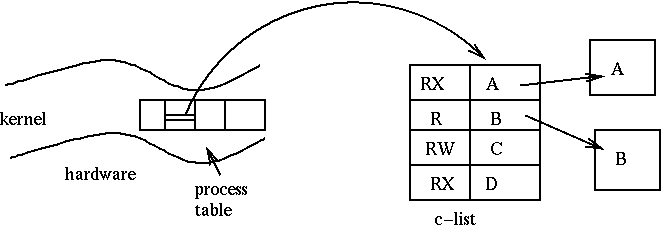 kernel
hardware
process
table
RX A
R B
RW C
RX D
c-list
A
B